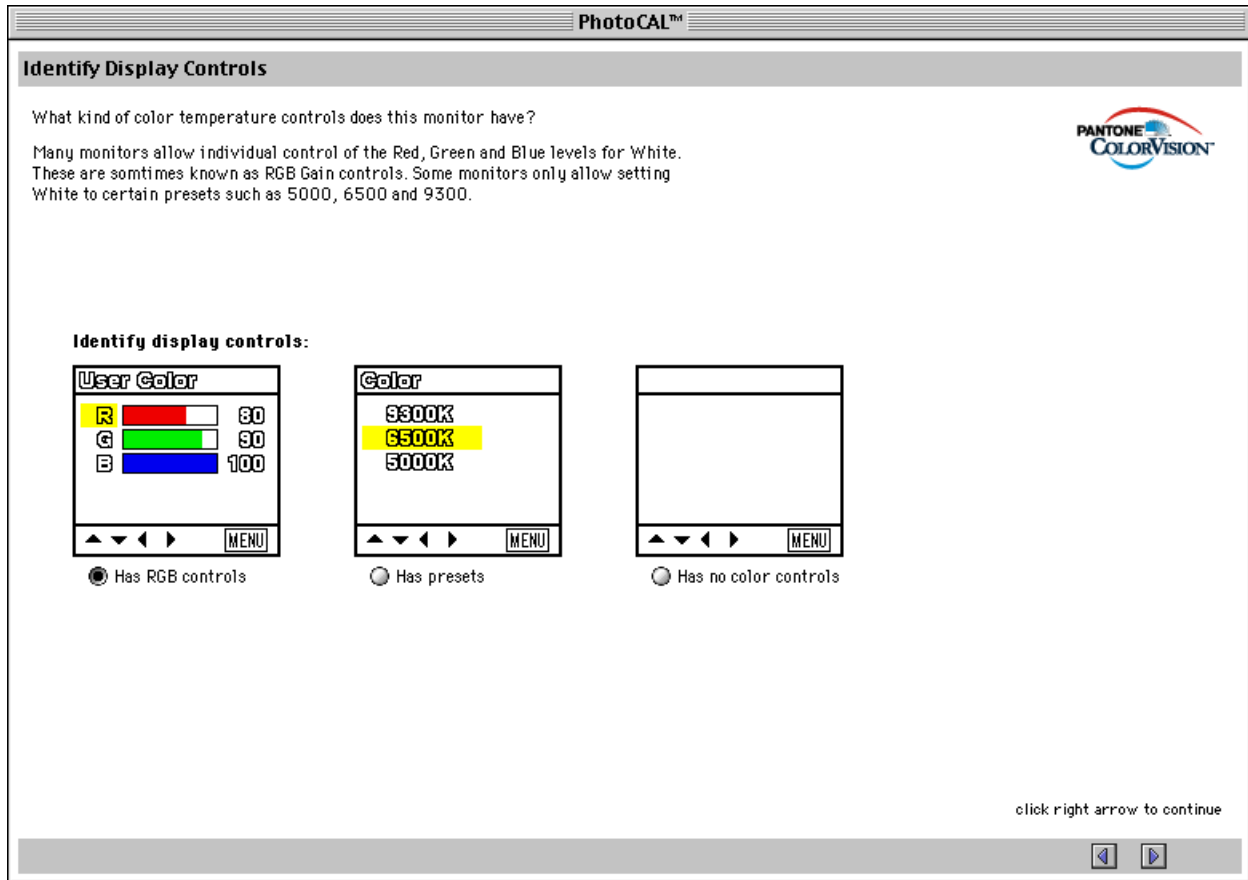 PhotoCAL™
Identify Display Controls
What kind of color temperature controls does this monitor have?
Many monitors allow individual control of the Red, Green and Blue levels for White.
These are somtimes known as RGB Gain controls. Some monitors only allow setting
White to certain presets such as 5000, 6500 and 9300.
PANTONE
COLORVISION™
Identify display controls:
User Color
R 80
G 90
B 100
MENU
Has RGB controls
Color
9300K
6500K
5000K
MENU
Has presets
MENU
Has no color controls
click right arrow to continue